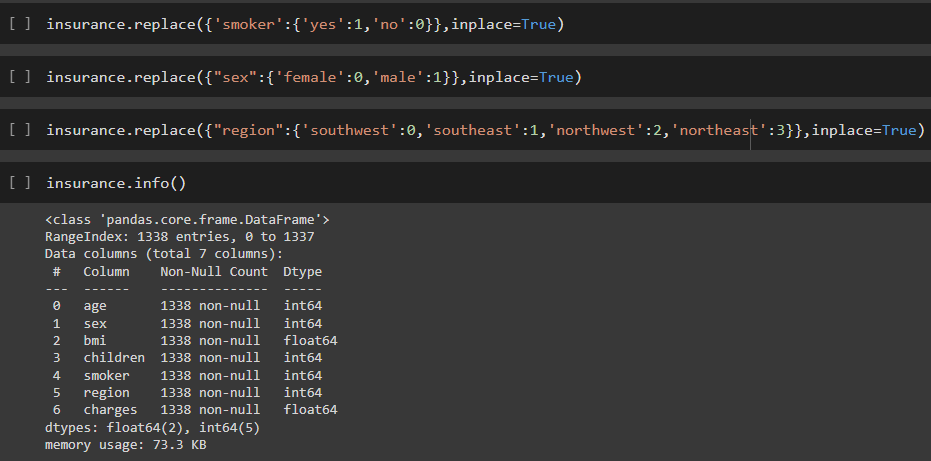 [ ] insurance.replace({'smoker':{'yes':1,'no':0}},inplace=True)
[ ] insurance.replace({"sex":{'female':0,'male':1}},inplace=True)
[ ] insurance.replace({"region":{'southwest':0,'southeast':1,'northwest':2,'northeast':3}},inplace=True)
[ ] insurance.info()
<class 'pandas.core.frame.DataFrame'>
RangeIndex: 1338 entries, 0 to 1337
Data columns (total 7 columns):
 #   Column    Non-Null Count  Dtype
---  ------    --------------  -----
 0   age       1338 non-null   int64
 1   sex       1338 non-null   int64
 2   bmi       1338 non-null   float64
 3   children  1338 non-null   int64
 4   smoker    1338 non-null   int64
 5   region    1338 non-null   int64
 6   charges   1338 non-null   float64
dtypes: float64(2), int64(5)
memory usage: 73.3 KB